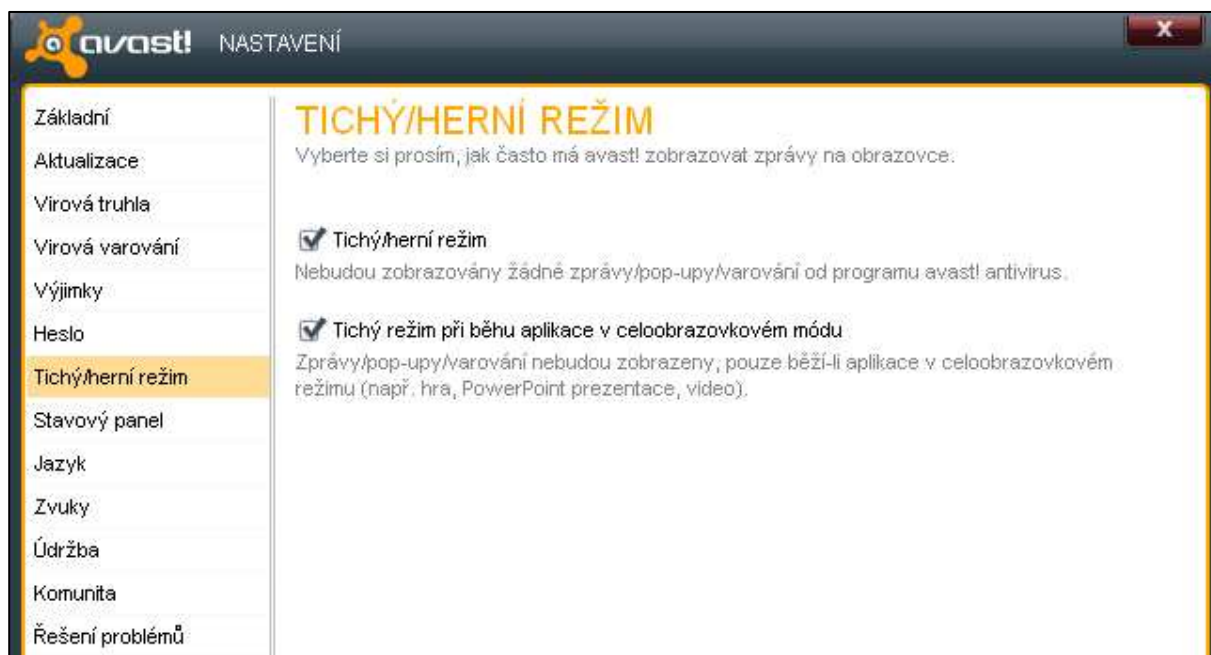 avast! NASTAVENÍ
x
Základní
Aktualizace
Virová truhla
Virová varování
Výjimky
Heslo
Tichý/herní režim
Stavový panel
Jazyk
Zvuky
Údržba
Komunita
Řešení problémů
TICHÝ/HERNÍ REŽIM
Vyberte si prosím, jak často má avast! zobrazovat zprávy na obrazovce.
Tichý/herní režim
Nebudou zobrazovány žádné zprávy/pop-upy/varování od programu avast! antivirus.
Tichý režim při běhu aplikace v celoobrazovkovém módu
Zprávy/pop-upy/varování nebudou zobrazeny, pouze běží-li aplikace v celoobrazovkovém
režimu (např. hra, PowerPoint prezentace, video).